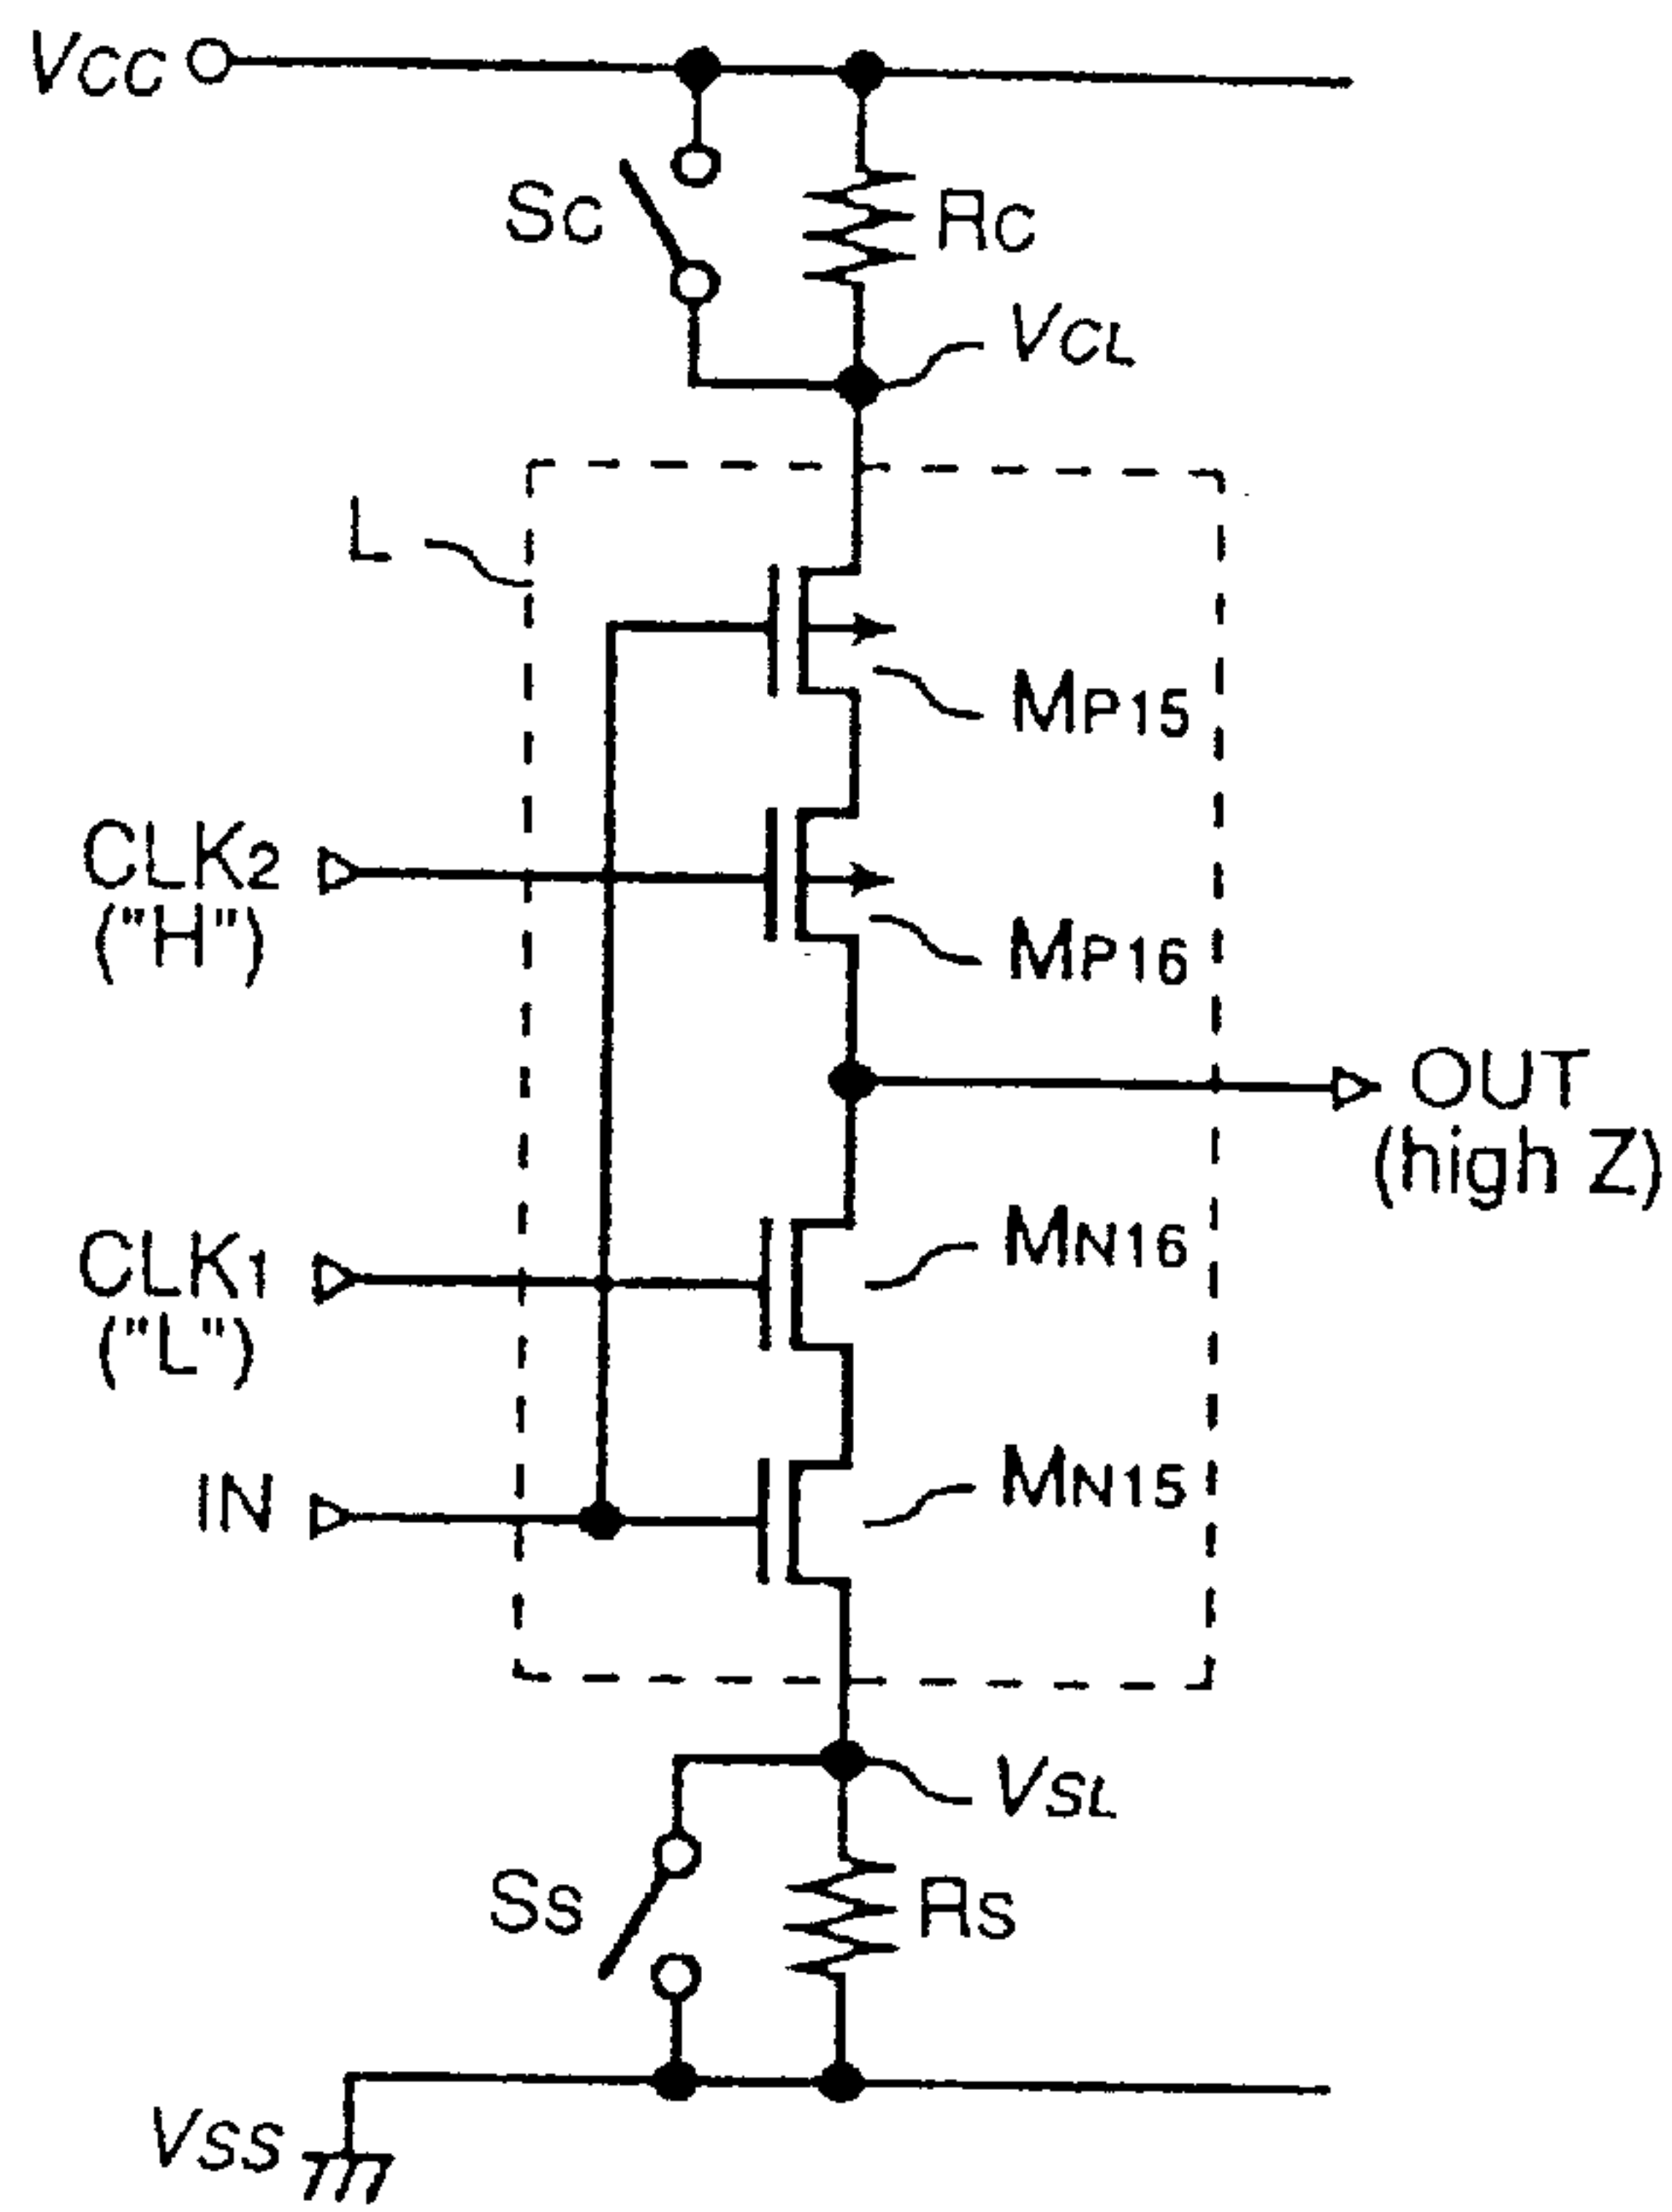 VCC
SC
RC
VCL
L
MP15
CLK2
("H")
MP16
OUT
(high Z)
CLK1
("L")
MN16
IN
MN15
VSL
SS
RS
VSS